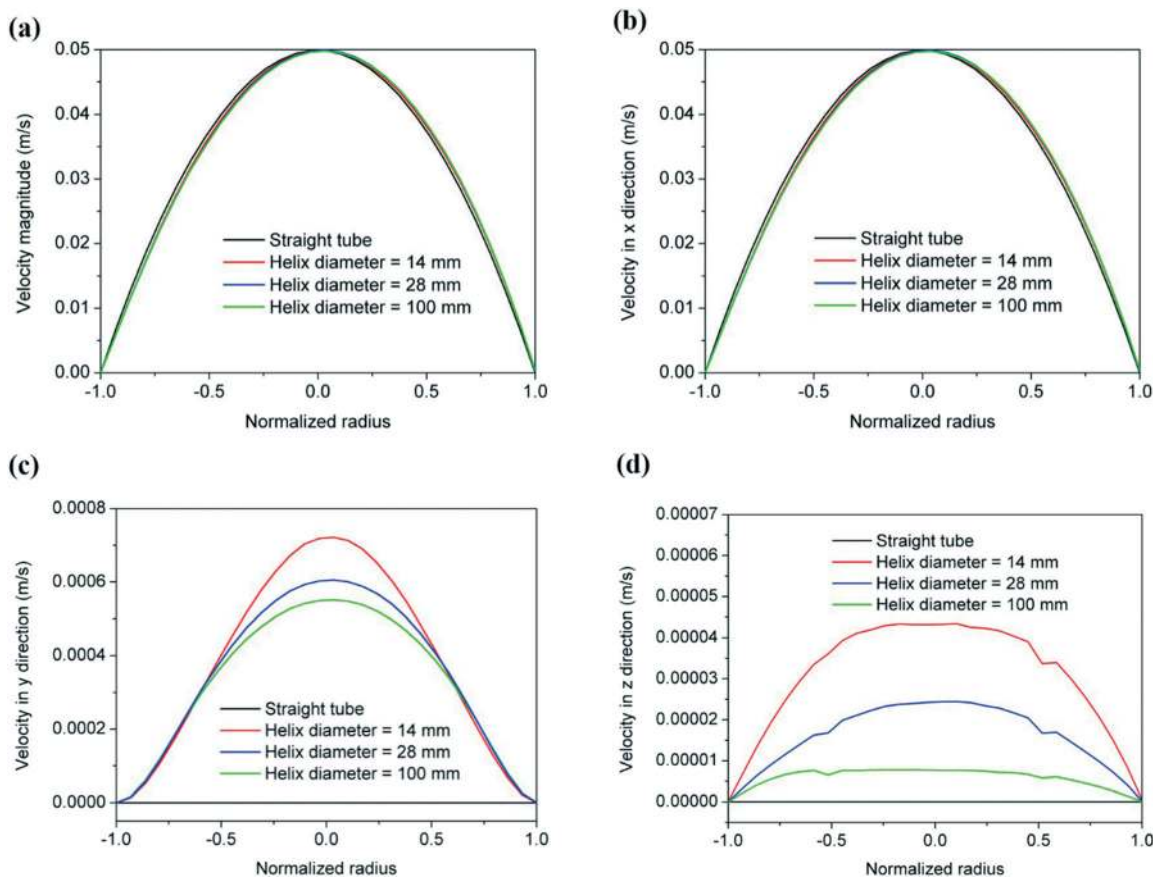 (a)
Velocity magnitude (m/s)
0.05
0.04
0.03
0.02
0.01
0.00
Straight tube
Helix diameter = 14 mm
Helix diameter = 28 mm
Helix diameter = 100 mm
-1.0 -0.5 0.0 0.5 1.0
Normalized radius
(b)
Velocity in x direction (m/s)
0.05
0.04
0.03
0.02
0.01
0.00
Straight tube
Helix diameter = 14 mm
Helix diameter = 28 mm
Helix diameter = 100 mm
-1.0 -0.5 0.0 0.5 1.0
Normalized radius
(c)
Velocity in y direction (m/s)
0.0008
0.0006
0.0004
0.0002
0.0000
Straight tube
Helix diameter = 14 mm
Helix diameter = 28 mm
Helix diameter = 100 mm
-1.0 -0.5 0.0 0.5 1.0
Normalized radius
(d)
Velocity in z direction (m/s)
0.00007
0.00006
0.00005
0.00004
0.00003
0.00002
0.00001
0.00000
Straight tube
Helix diameter = 14 mm
Helix diameter = 28 mm
Helix diameter = 100 mm
-1.0 -0.5 0.0 0.5 1.0
Normalized radius